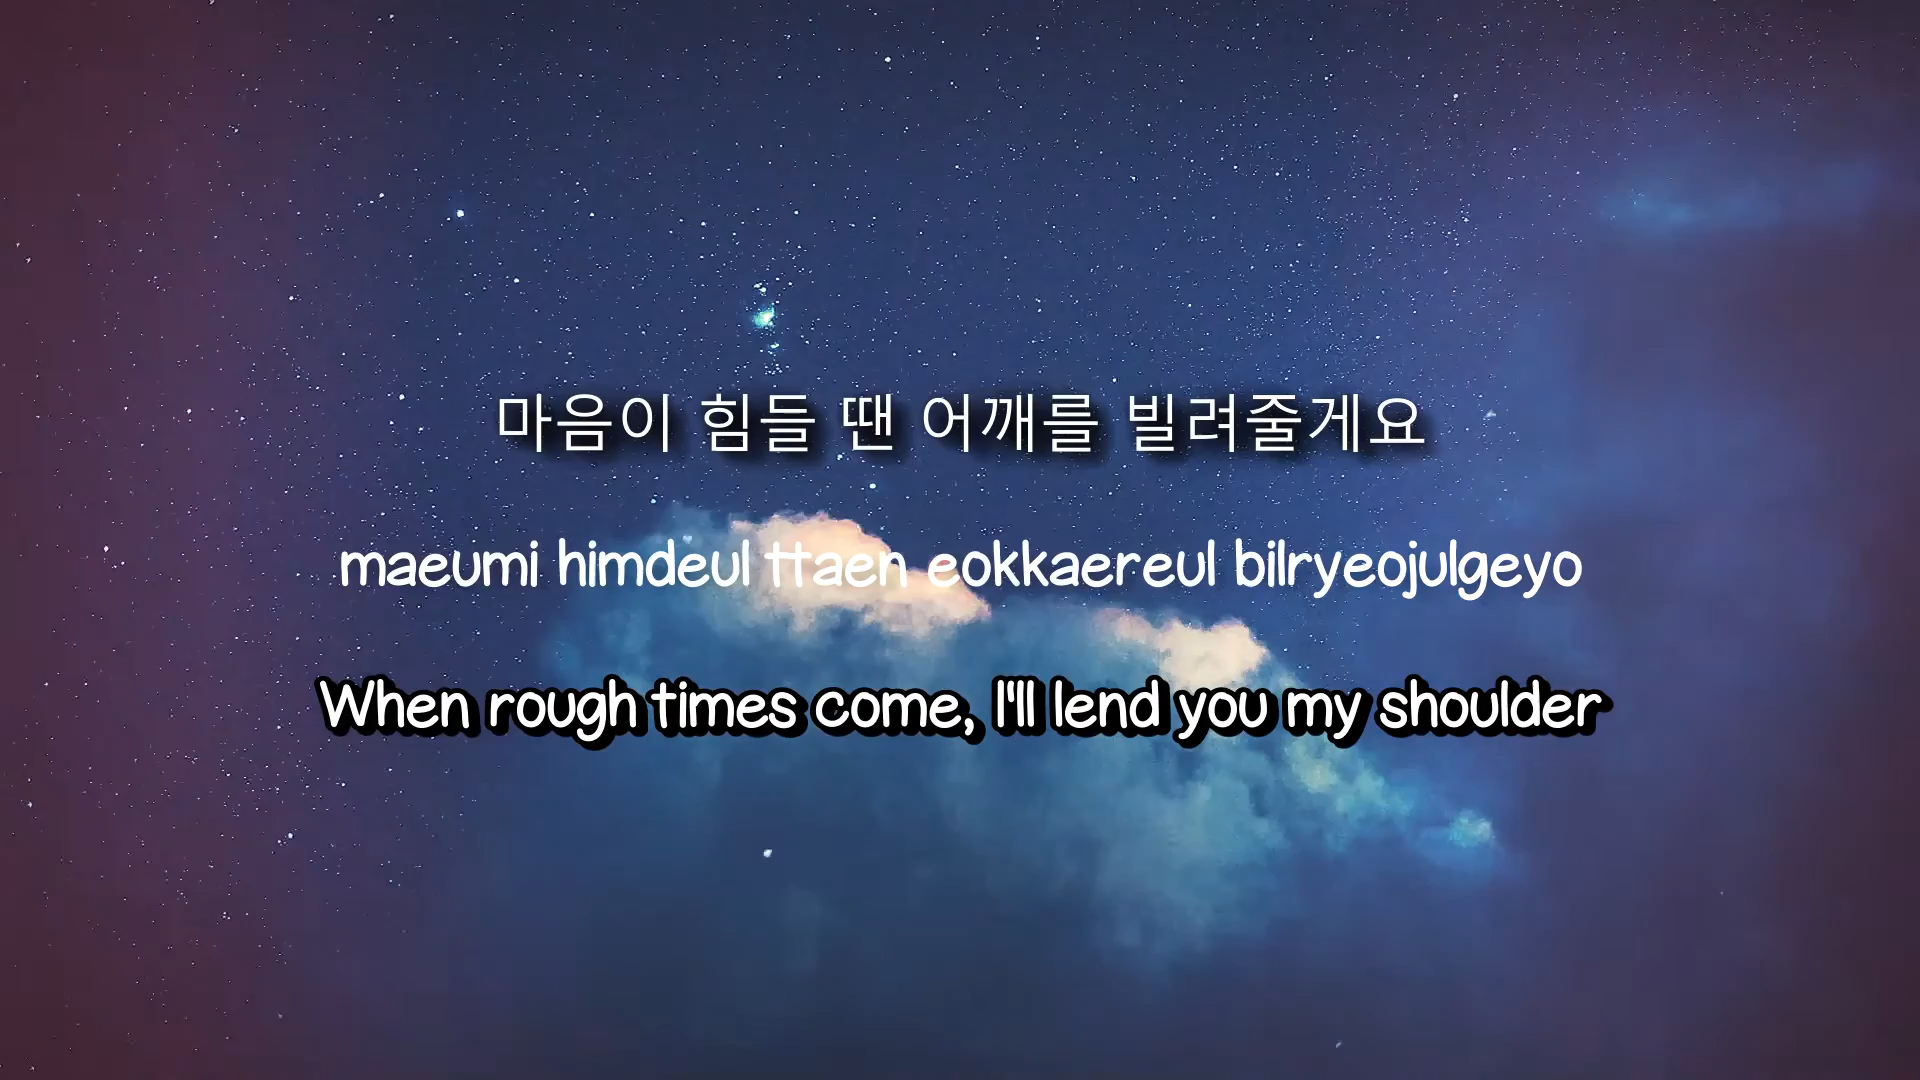 마음이 힘들 땐 어깨를 빌려줄게요
maeumi himdeul ttaen eokkaereul bilryeojulgeyo
When rough times come, I'll lend you my shoulder